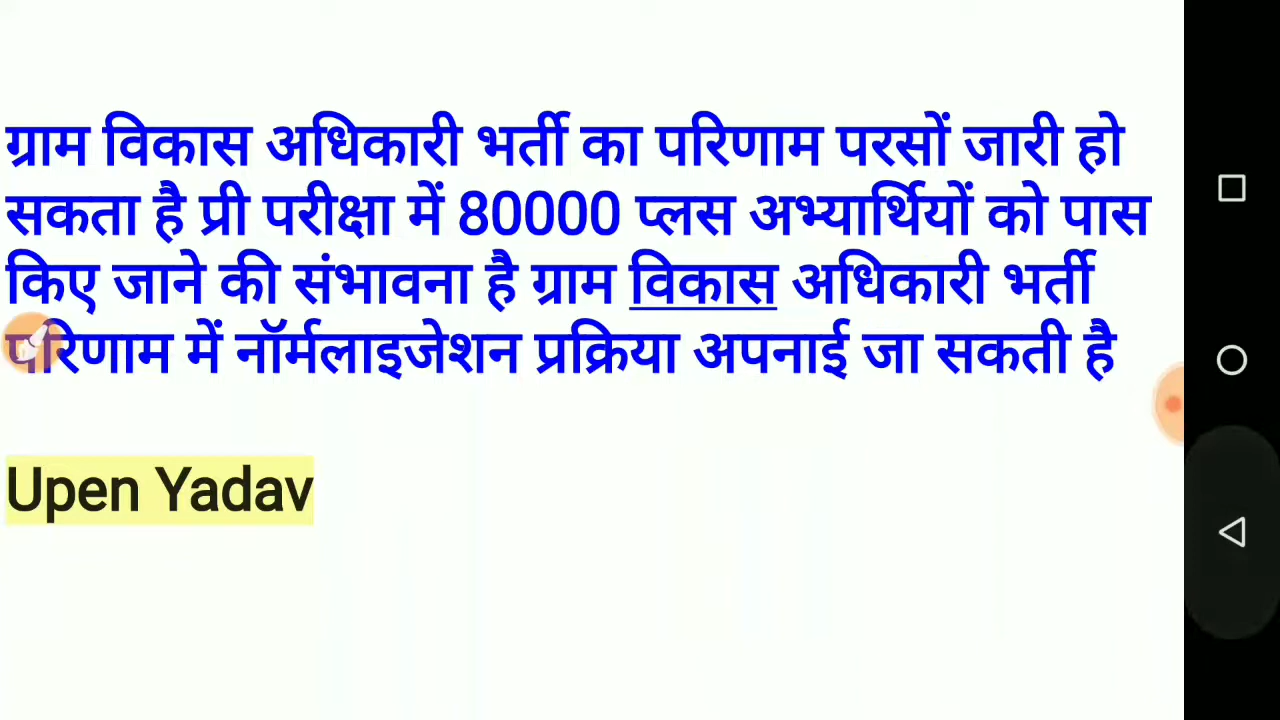 ग्राम विकास अधिकारी भर्ती का परिणाम परसों जारी हो
सकता है प्री परीक्षा में 80000 प्लस अभ्यार्थियों को पास
किए जाने की संभावना है ग्राम विकास अधिकारी भर्ती
परिणाम में नॉर्मलाइजेशन प्रक्रिया अपनाई जा सकती है
Upen Yadav